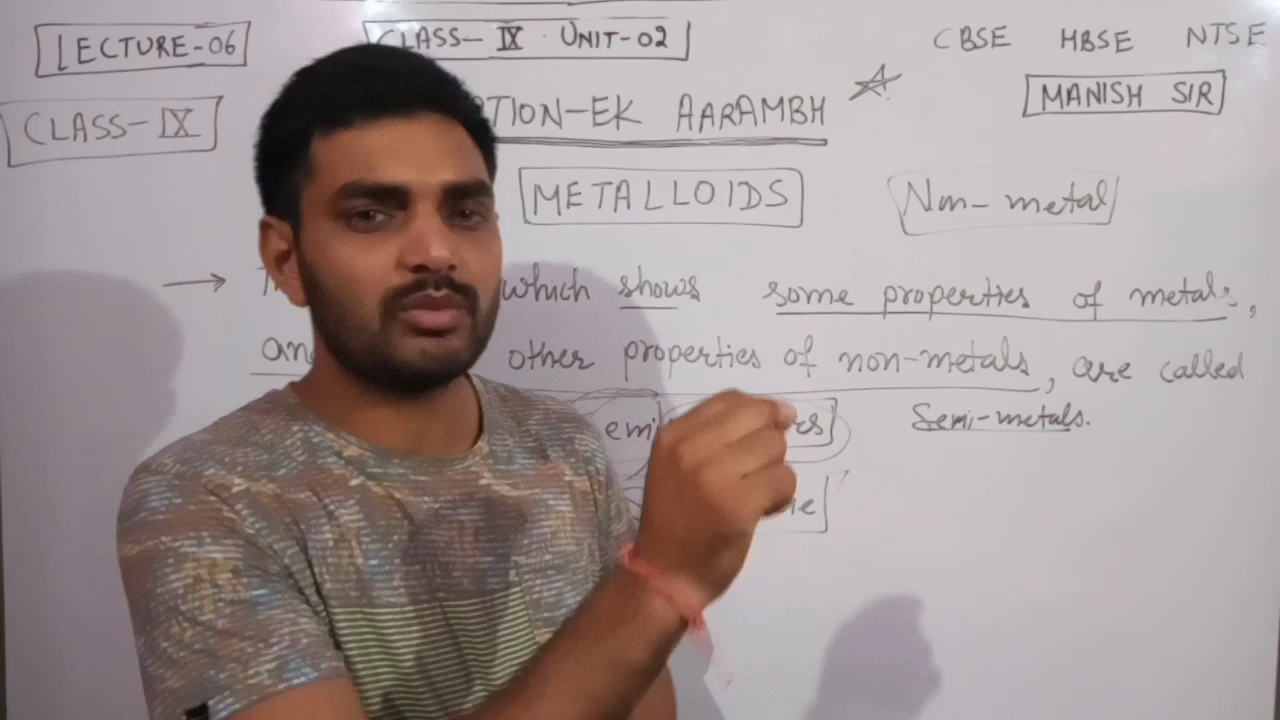 LECTURE-06
CLASS-IX · UNIT-02
CBSE HBSE NTSE
CLASS-IX
TION-EK AARAMBH
MANISH SIR
METALLOIDS
Non-metal
which shows some properties of metals,
other properties of non-metals, are called
Semi-metals.